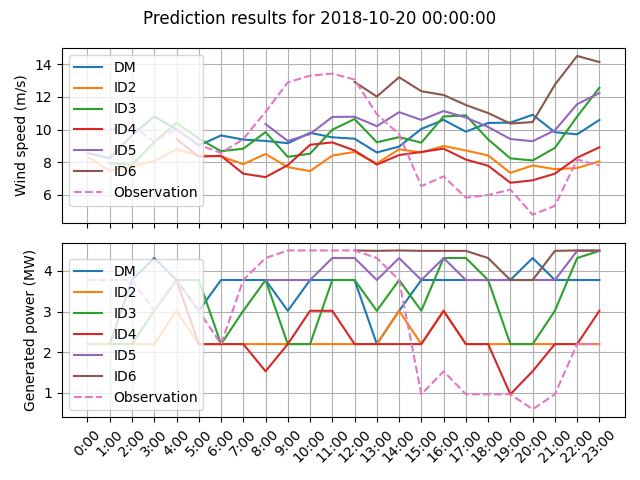 Prediction results for 2018-10-20 00:00:00
Wind speed (m/s)
14
12
10
8
6
DM
ID2
ID3
ID4
ID5
ID6
Observation
Generated power (MW)
4
3
2
1
DM
ID2
ID3
ID4
ID5
ID6
Observation
0:00 1:00 2:00 3:00 4:00 5:00 6:00 7:00 8:00 9:00 10:00 11:00 12:00 13:00 14:00 15:00 16:00 17:00 18:00 19:00 20:00 21:00 22:00 23:00